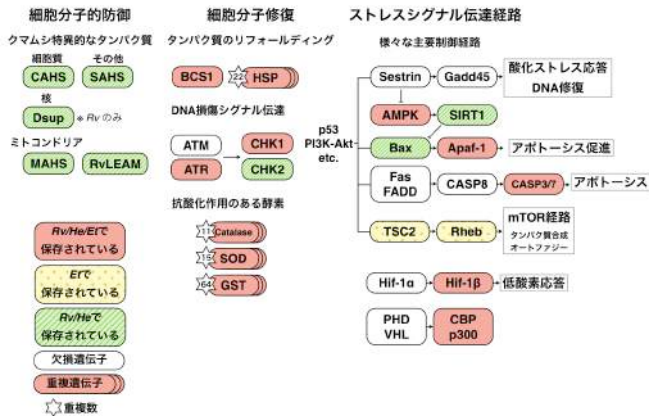 細胞分子的防御
クマムシ特異的なタンパク質
細胞質
その他
CAHS
SAHS
核
Dsup
※ Rv のみ
ミトコンドリア
MAHS
RvLEAM
Rv/He/Etで
保存されている
Etで
保存されている
Rv/Heで
保存されている
欠損遺伝子
重複遺伝子
重複数
細胞分子修復
タンパク質のリフォールディング
BCS1
22
HSP
DNA損傷シグナル伝達
ATM
ATR
CHK1
CHK2
抗酸化作用のある酵素
11
Catalase
15
SOD
64
GST
ストレスシグナル伝達経路
様々な主要制御経路
p53
PI3K-Akt
etc.
Sestrin
Gadd45
酸化ストレス応答
DNA修復
AMPK
SIRT1
Bax
Apaf-1
アポトーシス促進
Fas
FADD
CASP8
CASP3/7
アポトーシス
TSC2
Rheb
mTOR経路
タンパク質合成
オートファジー
Hif-1α
Hif-1β
低酸素応答
PHD
VHL
CBP
p300